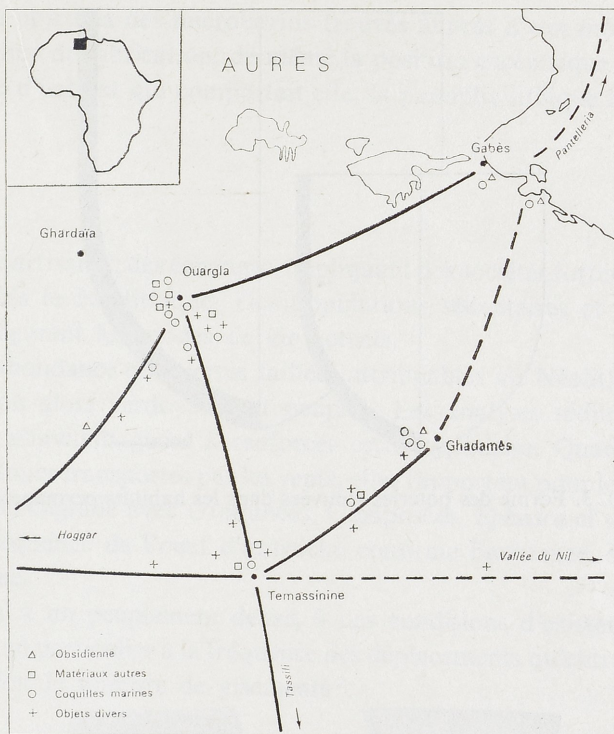 AURES
Pantelleria
Gabès
Ghardaïa
Ouargla
Ghadamès
Hoggar
Vallée du Nil
Temassinine
Tassili
Obsidienne
Matériaux autres
Coquilles marines
Objets divers